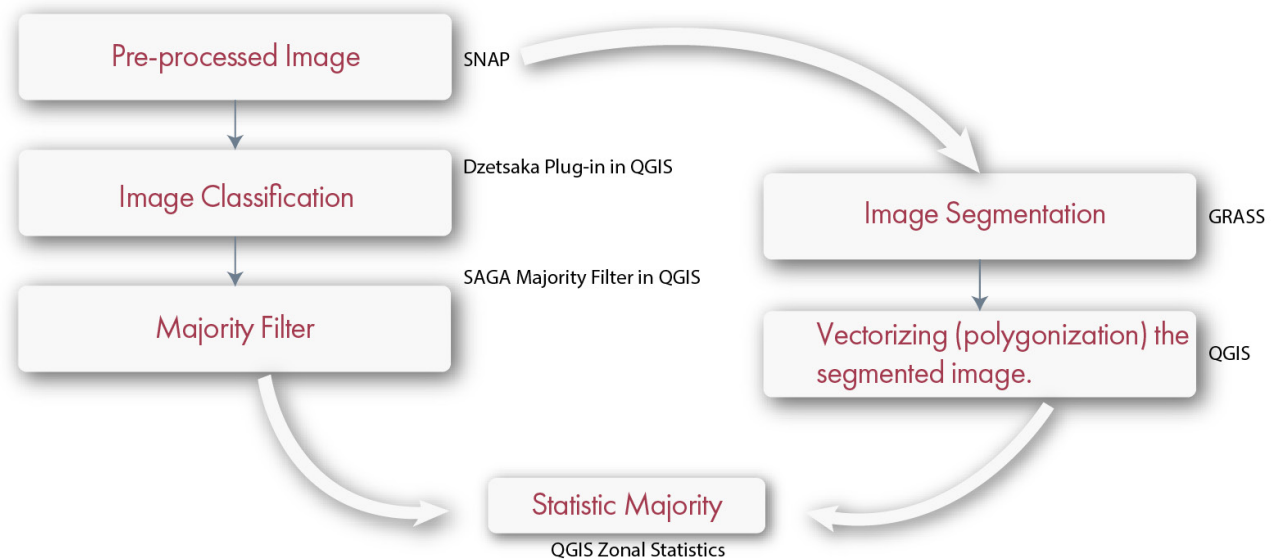 Pre-processed Image
SNAP
Image Classification
Dzetsaka Plug-in in QGIS
Majority Filter
SAGA Majority Filter in QGIS
Image Segmentation
GRASS
Vectorizing (polygonization) the
segmented image.
QGIS
Statistic Majority
QGIS Zonal Statistics